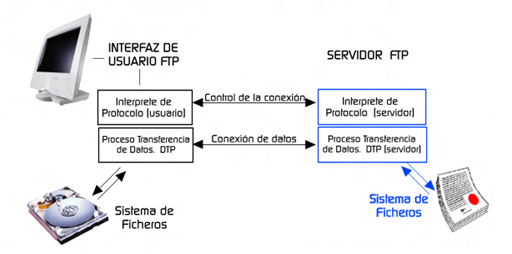 INTERFAZ DE
USUARIO FTP
SERVIDOR FTP
Interprete de
Protocolo (usuario)
Control de la conexión
Interprete de
Protocolo (servidor)
Proceso Transferencia
de Datos. DTP
Conexión de datos
Proceso Transferencia
de Datos. DTP (servidor)
Sistema de
Ficheros
Sistema de
Ficheros